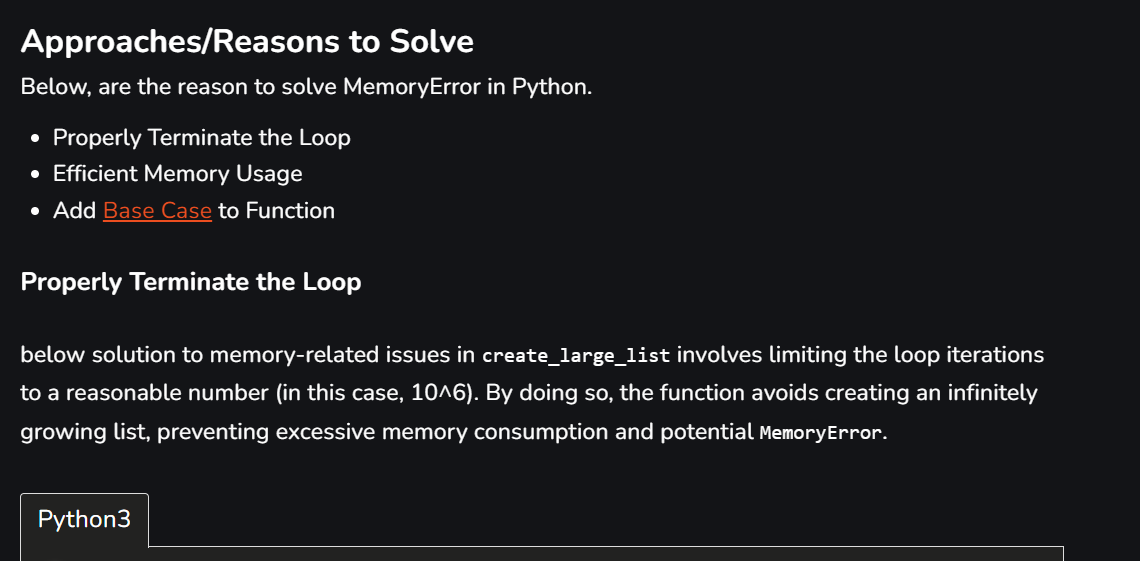 Approaches/Reasons to Solve
Below, are the reason to solve MemoryError in Python.
Properly Terminate the Loop
Efficient Memory Usage
Add Base Case to Function
Properly Terminate the Loop
below solution to memory-related issues in create_large_list involves limiting the loop iterations
to a reasonable number (in this case, 10^6). By doing so, the function avoids creating an infinitely
growing list, preventing excessive memory consumption and potential MemoryError.
Python3